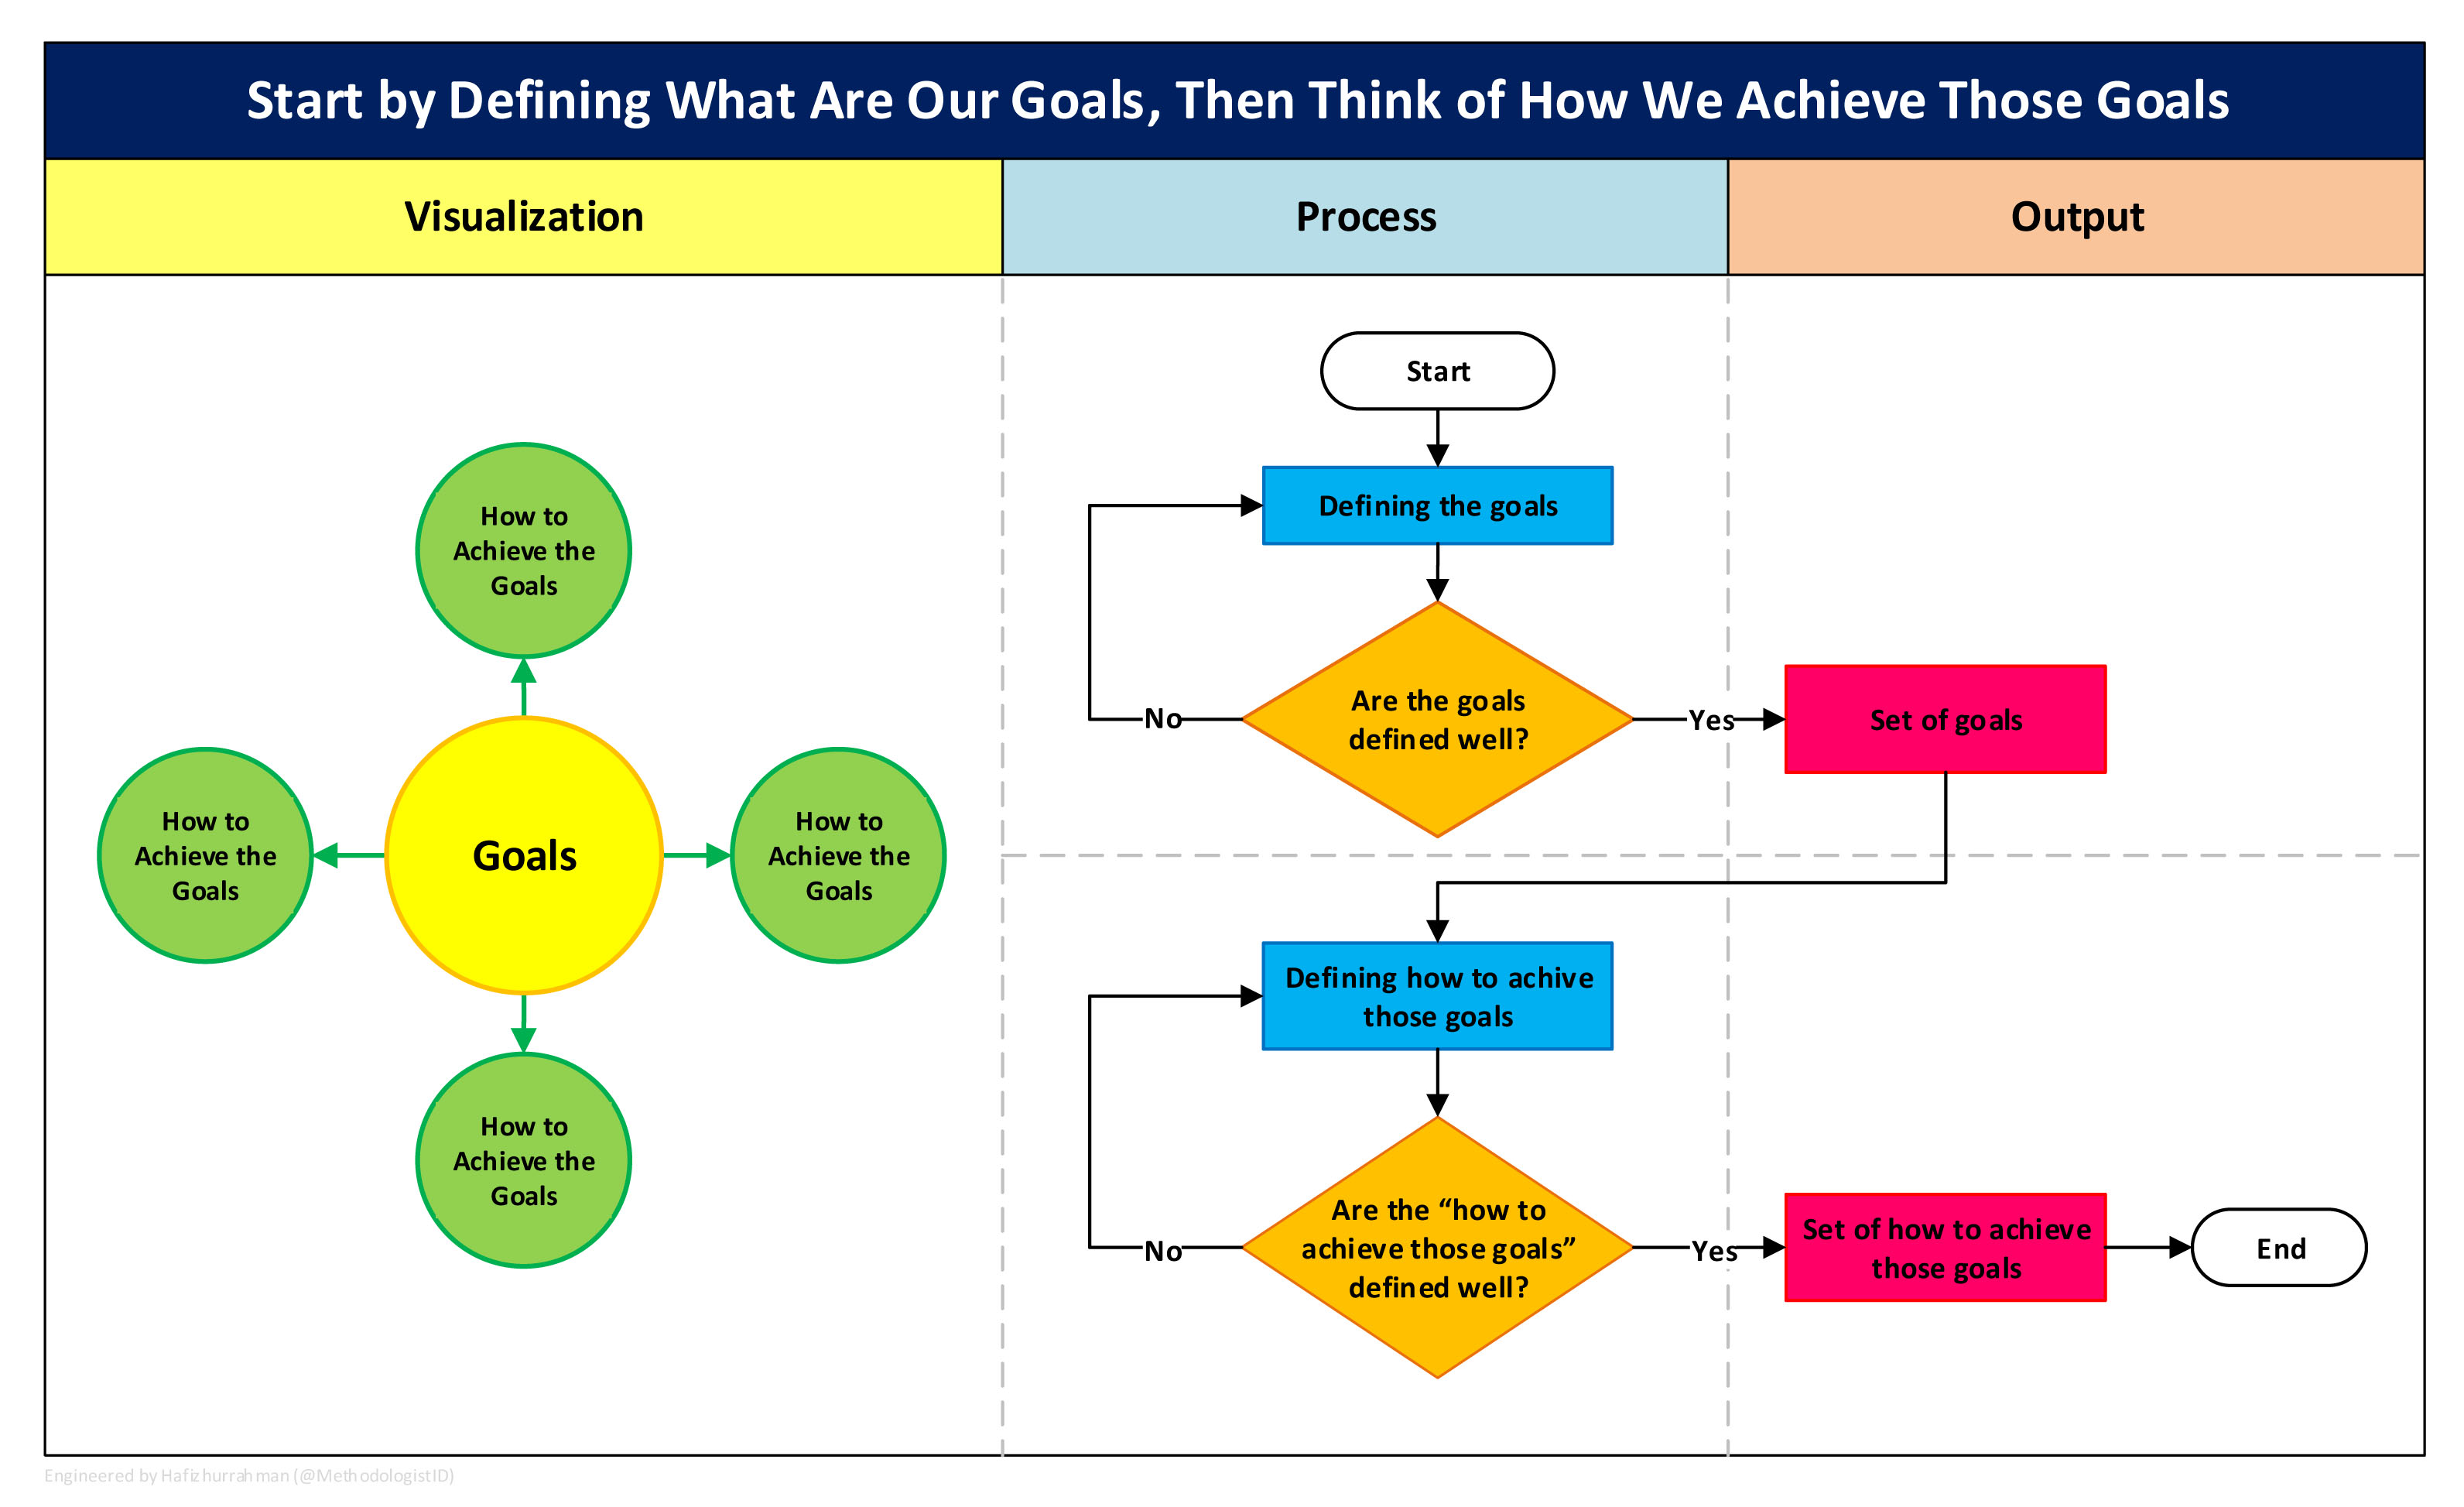 Start by Defining What Are Our Goals, Then Think of How We Achieve Those Goals
Visualization
Process
Output
How to
Achieve the
Goals
How to
Achieve the
Goals
Goals
How to
Achieve the
Goals
How to
Achieve the
Goals
Start
Defining the goals
Are the goals
defined well?
No
Yes
Set of goals
Defining how to achive
those goals
Are the “how to
achieve those goals”
defined well?
No
Yes
Set of how to achieve
those goals
End
Engineered by Hafizhurrahman (@MethodologistID)